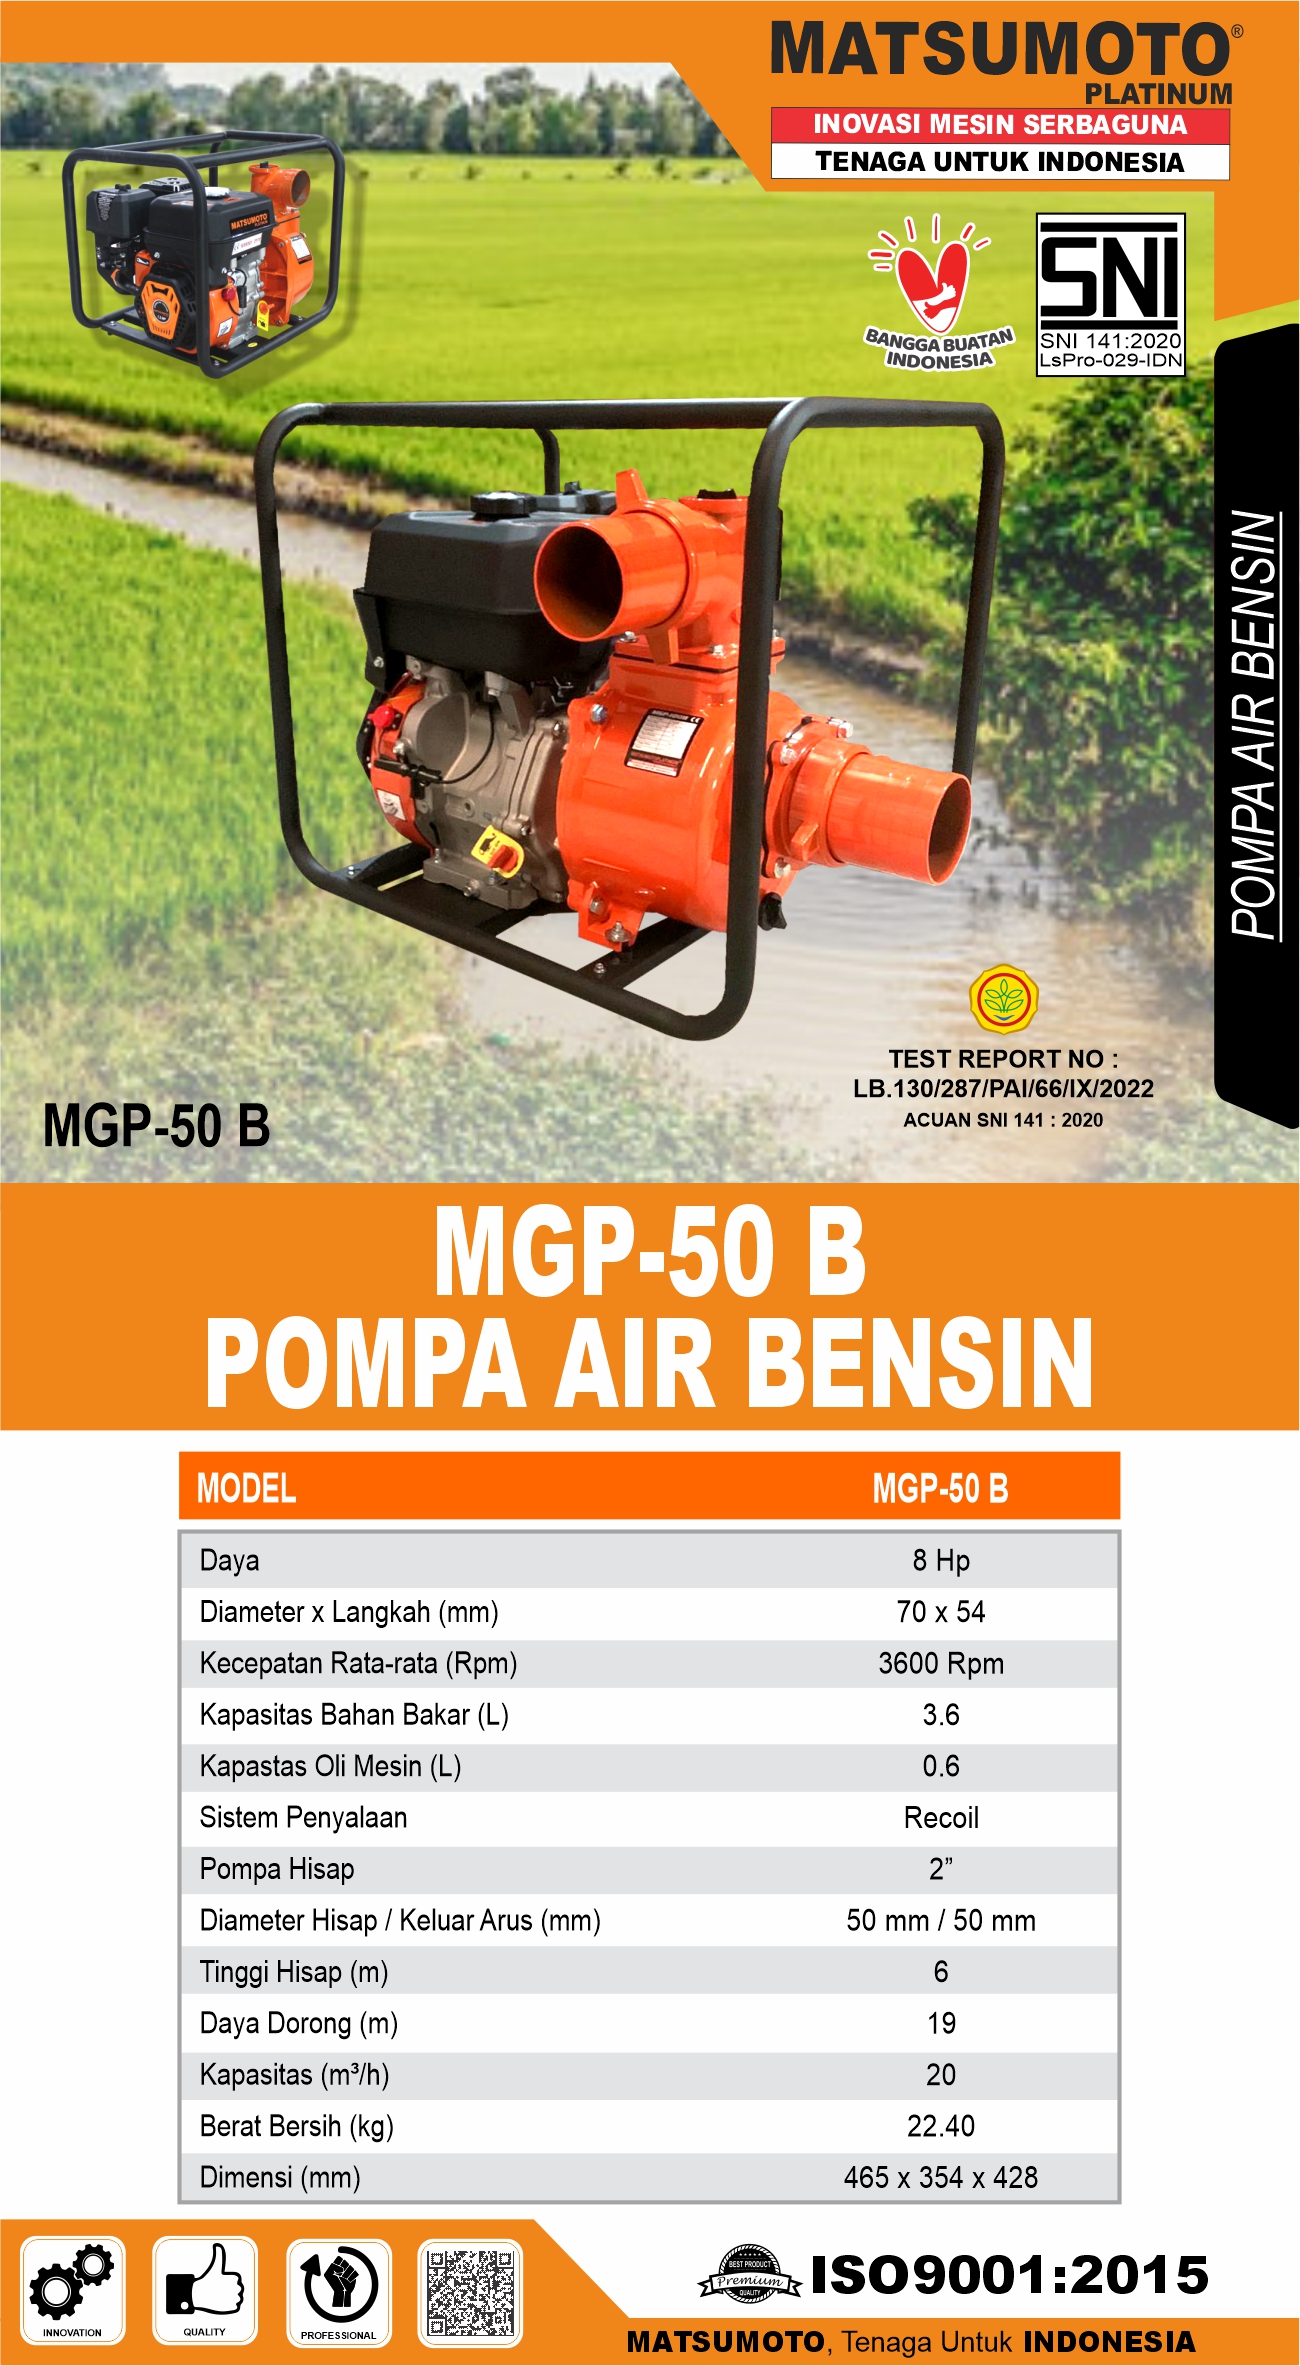 MATSUMOTO®
PLATINUM
INOVASI MESIN SERBAGUNA
TENAGA UNTUK INDONESIA
MATSUMOTO
PLATINUM
BANGGA BUATAN
INDONESIA
SNI
SNI 141:2020
LsPro-029-IDN
POMPA AIR BENSIN
TEST REPORT NO :
LB.130/287/PAI/66/IX/2022
ACUAN SNI 141 : 2020
MGP-50 B
MGP-50 B
POMPA AIR BENSIN
MODEL MGP-50 B
Daya 8 Hp
Diameter x Langkah (mm) 70 x 54
Kecepatan Rata-rata (Rpm) 3600 Rpm
Kapasitas Bahan Bakar (L) 3.6
Kapastas Oli Mesin (L) 0.6
Sistem Penyalaan Recoil
Pompa Hisap 2”
Diameter Hisap / Keluar Arus (mm) 50 mm / 50 mm
Tinggi Hisap (m) 6
Daya Dorong (m) 19
Kapasitas (m³/h) 20
Berat Bersih (kg) 22.40
Dimensi (mm) 465 x 354 x 428
INNOVATION
QUALITY
PROFESSIONAL
BEST PRODUCT
Premium
QUALITY
ISO9001:2015
MATSUMOTO, Tenaga Untuk INDONESIA